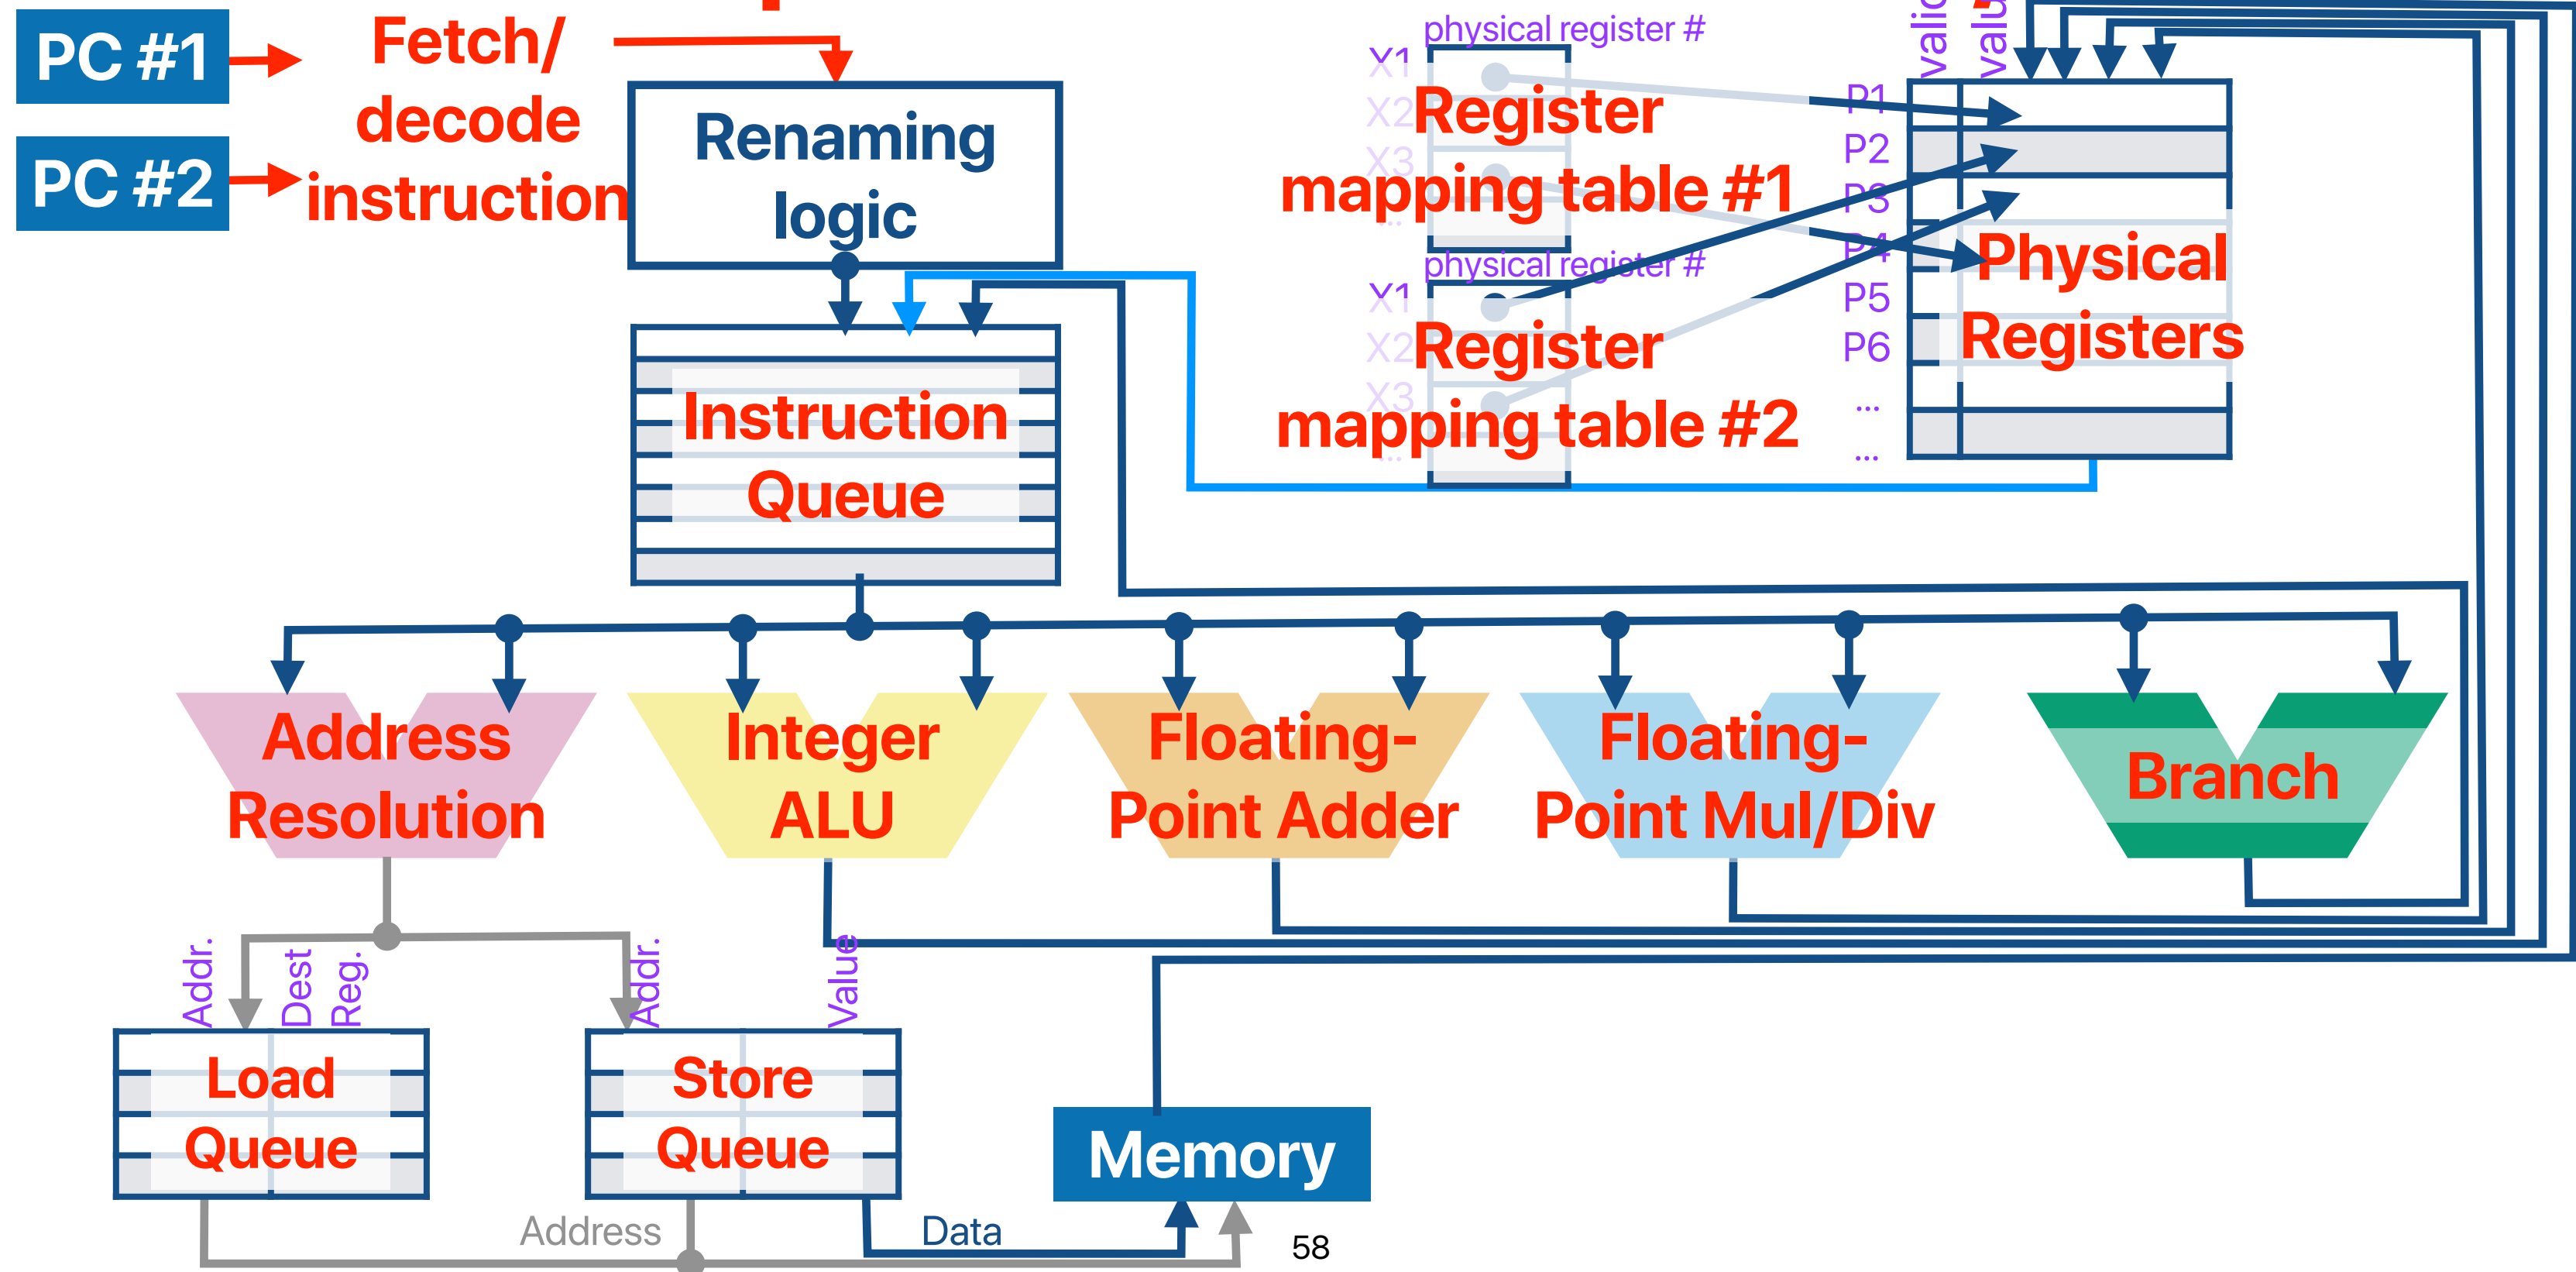 PC #1
PC #2
Fetch/
decode
instruction
Renaming
logic
Instruction
Queue
physical register #
X1
X2
X3
...
Register
mapping table #1
physical register #
X1
X2
X3
...
Register
mapping table #2
P1
P2
P3
P4
P5
P6
...
...
Physical
Registers
Address
Resolution
Integer
ALU
Floating-
Point Adder
Floating-
Point Mul/Div
Branch
Addr.
Dest
Reg.
Addr.
Value
Load
Queue
Store
Queue
Memory
Address
Data
58